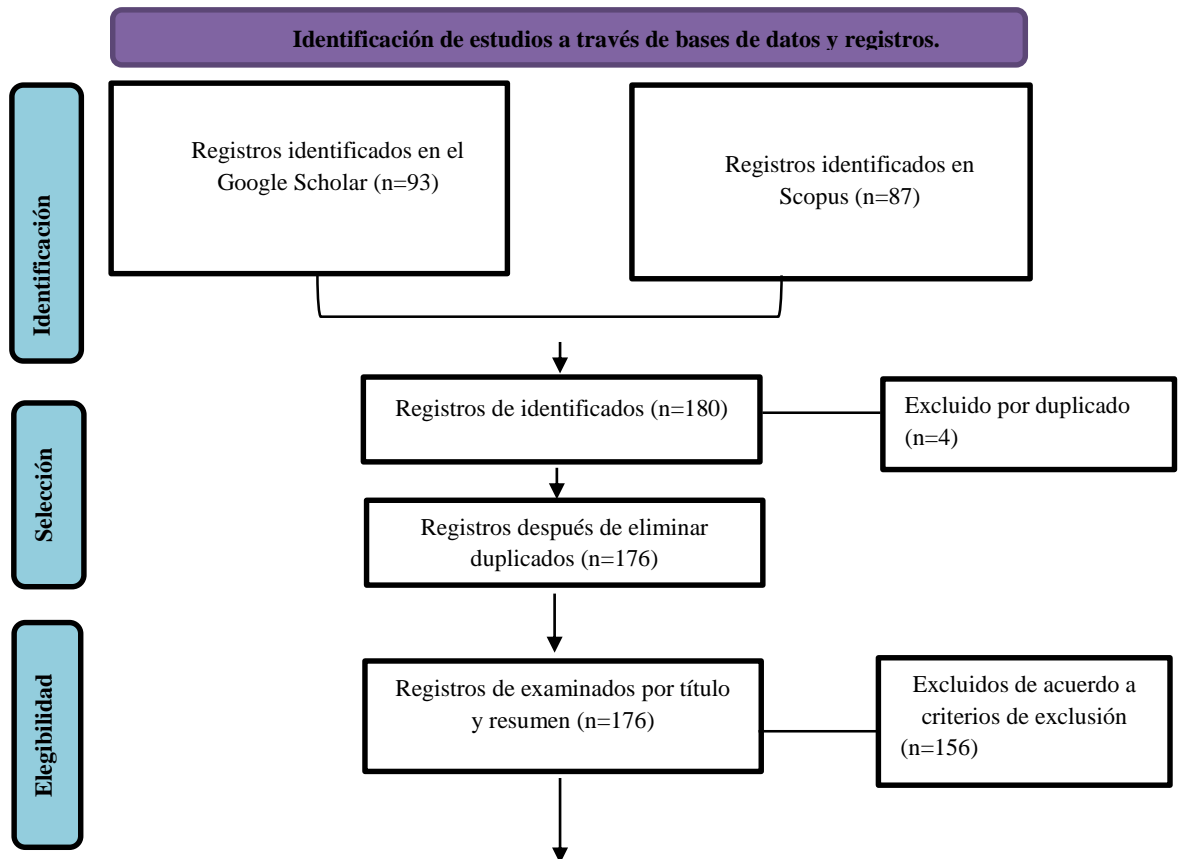 Identificación de estudios a través de bases de datos y registros.
Identificación
Registros identificados en el
Google Scholar (n=93)
Registros identificados en
Scopus (n=87)
Selección
Registros de identificados (n=180)
Excluido por duplicado
(n=4)
Registros después de eliminar
duplicados (n=176)
Elegibilidad
Registros de examinados por título
y resumen (n=176)
Excluidos de acuerdo a
criterios de exclusión
(n=156)